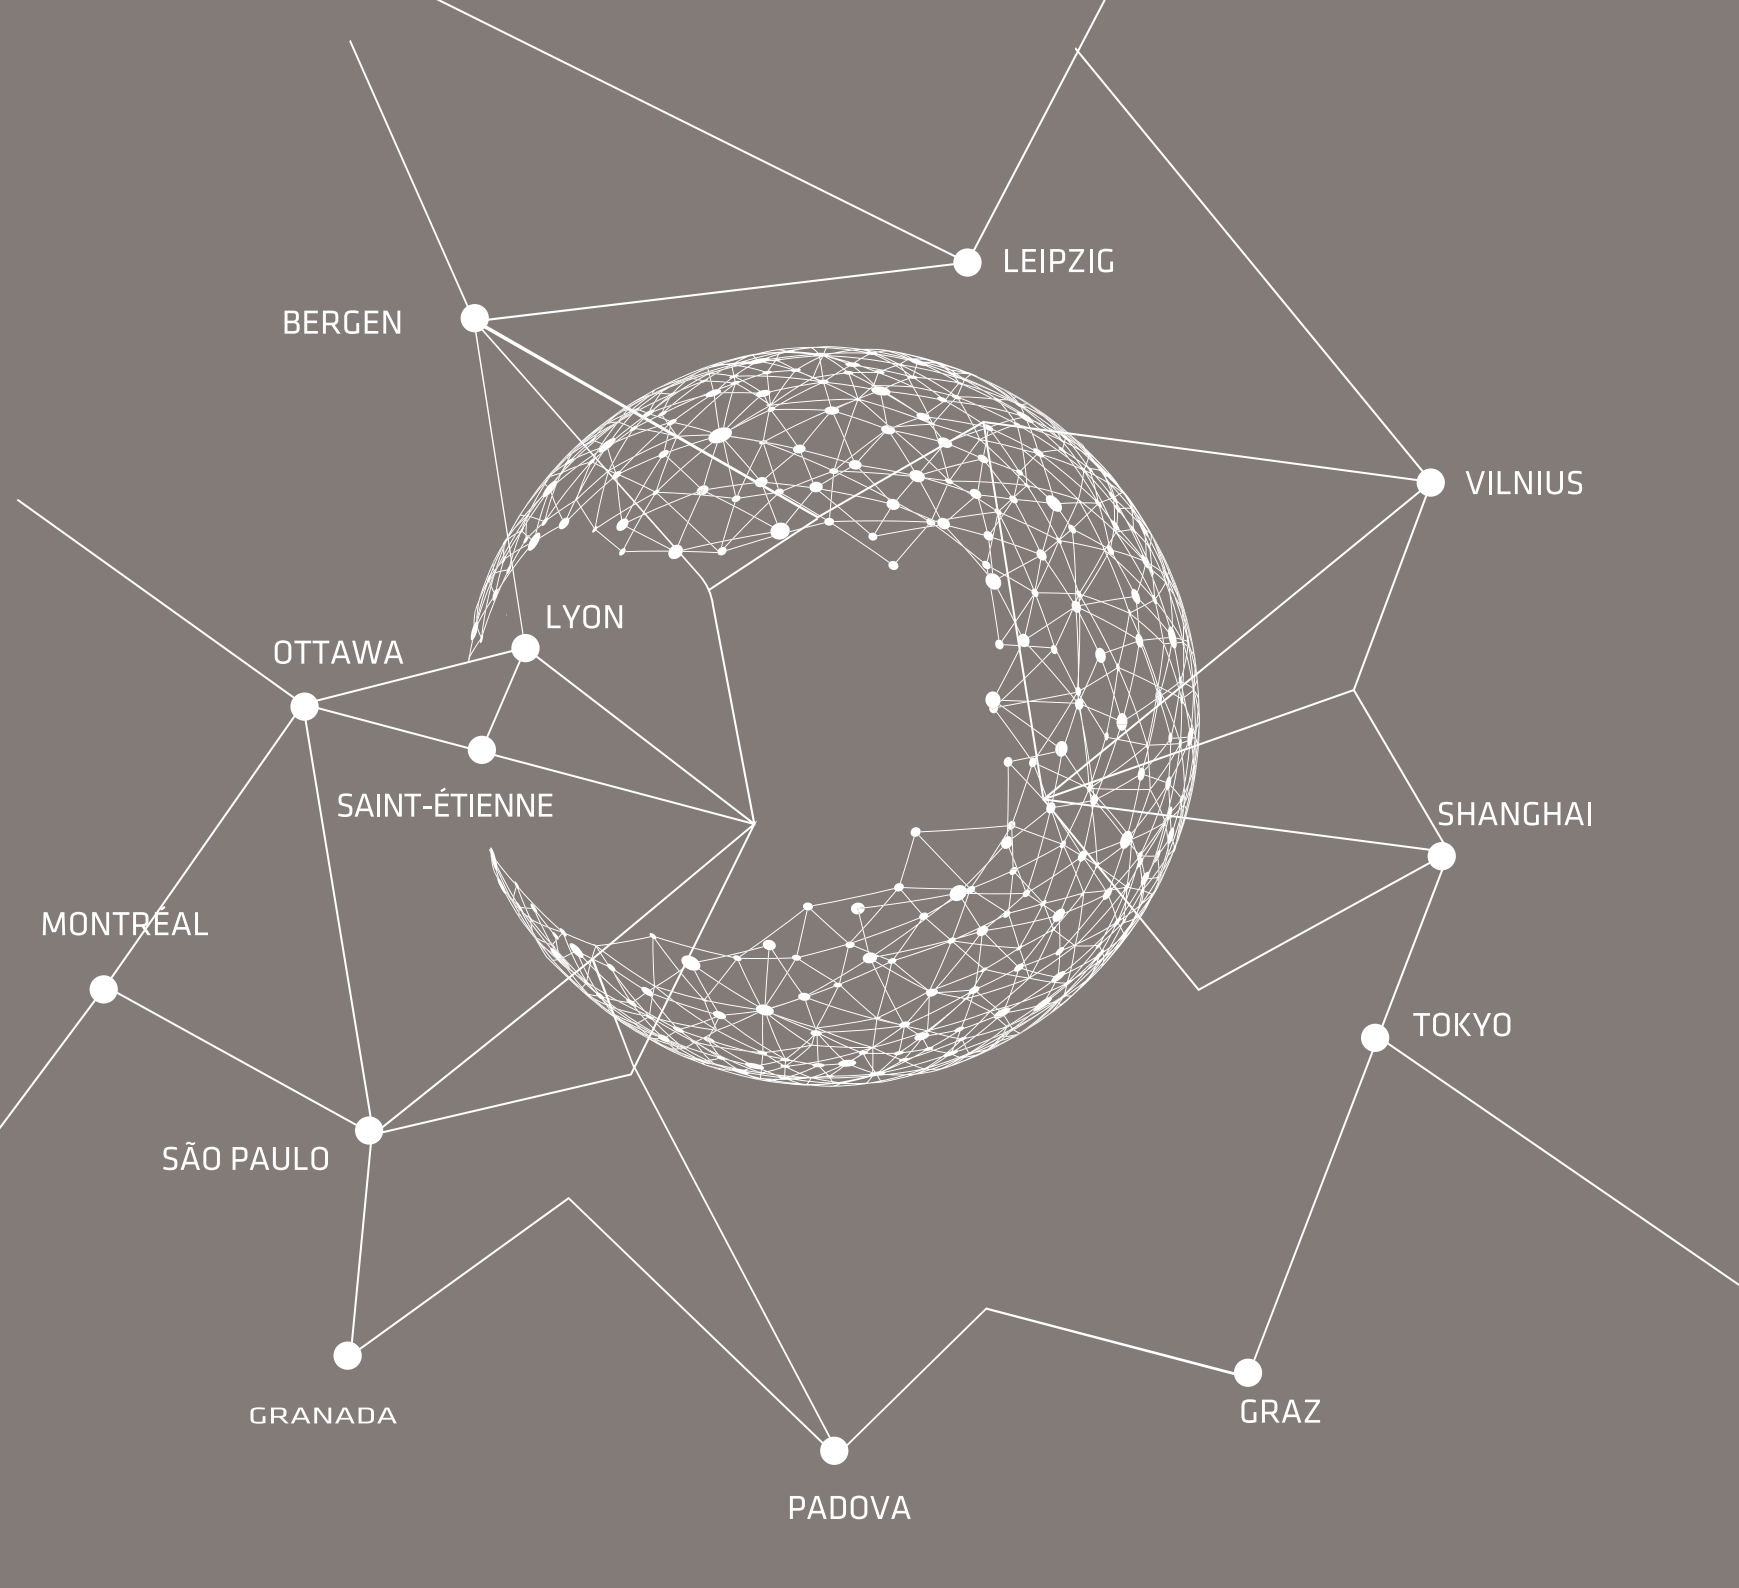 LEIPZIG
BERGEN
VILNIUS
LYON
OTTAWA
SAINT-ÉTIENNE
SHANGHAI
MONTRÉAL
TOKYO
SÃO PAULO
GRANADA
GRAZ
PADOVA